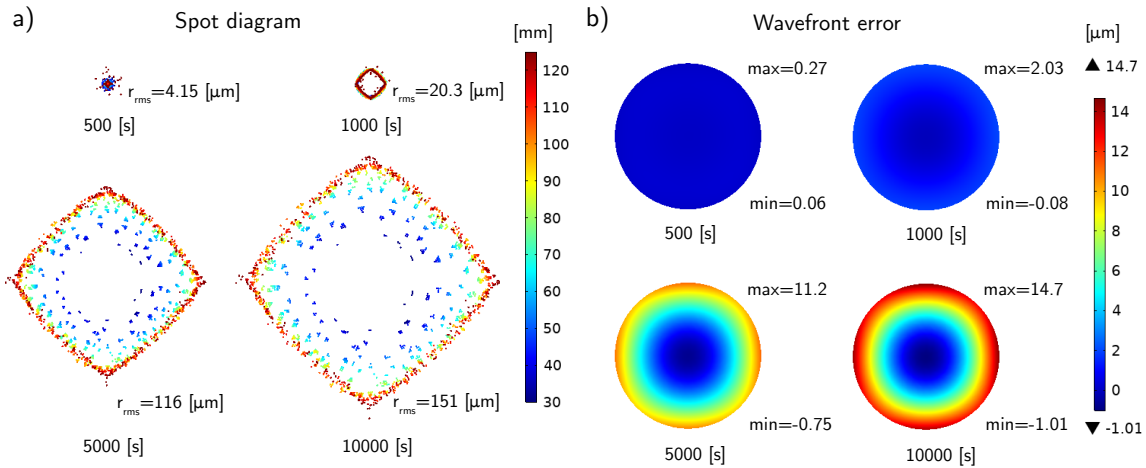 a)
Spot diagram
[mm]
r_rms=4.15 [µm]
500 [s]
r_rms=20.3 [µm]
1000 [s]
r_rms=116 [µm]
5000 [s]
r_rms=151 [µm]
10000 [s]
120
110
100
90
80
70
60
50
40
30
b)
Wavefront error
[µm]
▲ 14.7
max=0.27
min=0.06
500 [s]
max=2.03
min=-0.08
1000 [s]
max=11.2
min=-0.75
5000 [s]
max=14.7
min=-1.01
10000 [s]
14
12
10
8
6
4
2
0
▼ -1.01